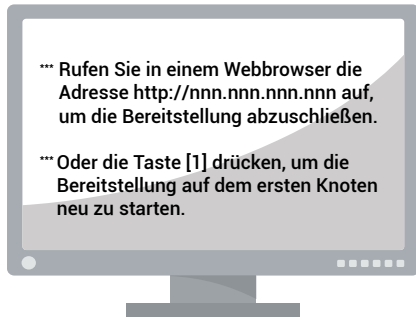 *** Rufen Sie in einem Webbrowser die
Adresse http://nnn.nnn.nnn.nnn auf,
um die Bereitstellung abzuschließen.
*** Oder die Taste [1] drücken, um die
Bereitstellung auf dem ersten Knoten
neu zu starten.